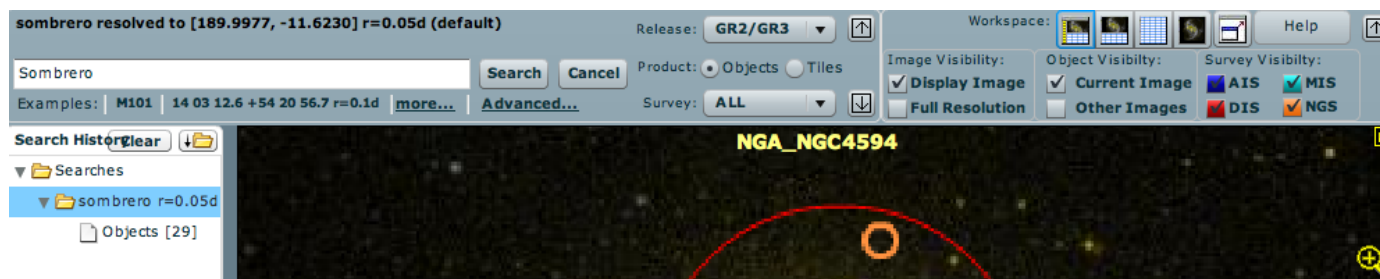 sombrero resolved to [189.9977, -11.6230] r=0.05d (default)
Release: GR2/GR3
Workspace: Help
Sombrero Search Cancel
Product: Objects Tiles
Examples: M101 14 03 12.6 +54 20 56.7 r=0.1d more... Advanced...
Survey: ALL
Image Visibility: Object Visibilty: Survey Visibilty:
Display Image Current Image AIS MIS
Full Resolution Other Images DIS NGS
Search History Clear
Searches
sombrero r=0.05d
Objects [29]
NGA_NGC4594